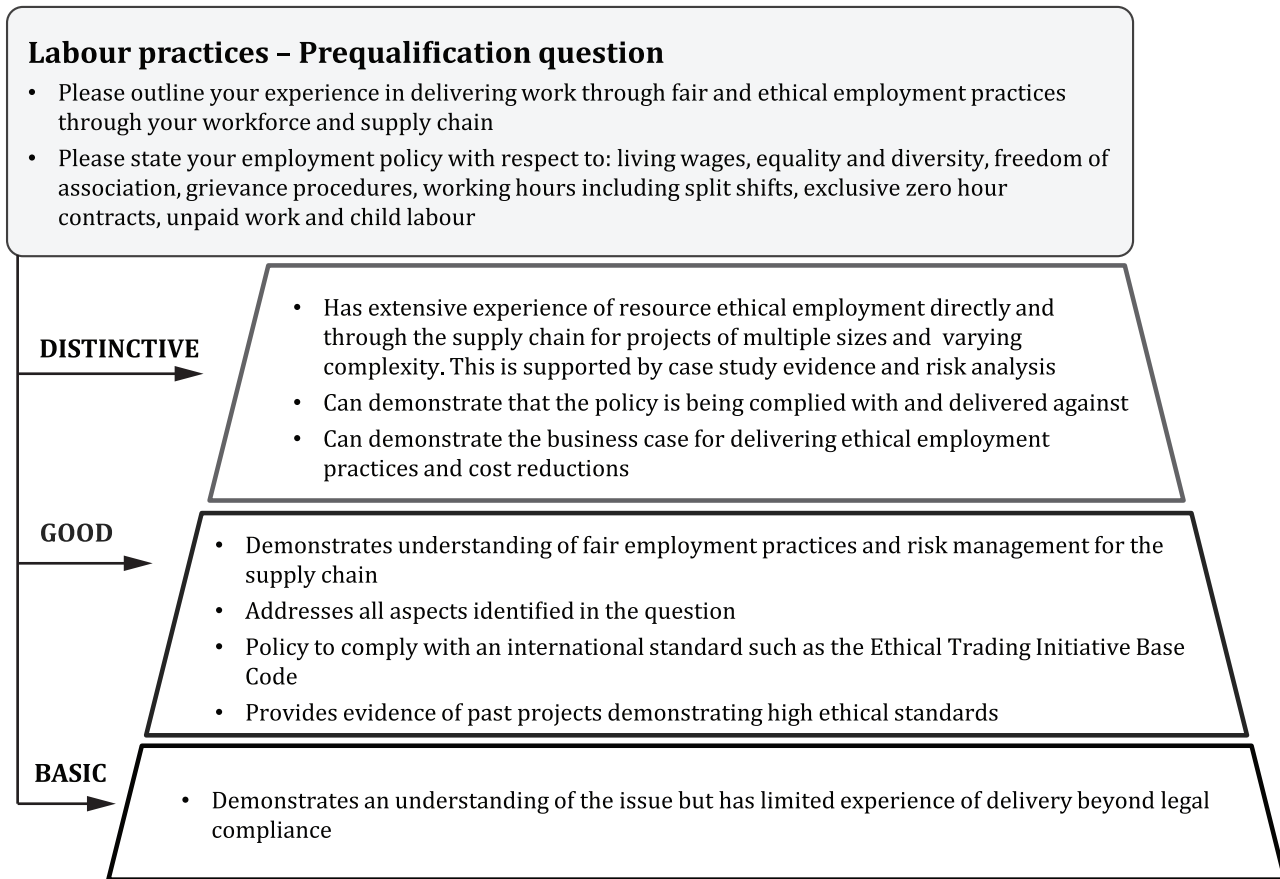 Labour practices – Prequalification question
• Please outline your experience in delivering work through fair and ethical employment practices
through your workforce and supply chain
• Please state your employment policy with respect to: living wages, equality and diversity, freedom of
association, grievance procedures, working hours including split shifts, exclusive zero hour
contracts, unpaid work and child labour
DISTINCTIVE
• Has extensive experience of resource ethical employment directly and
through the supply chain for projects of multiple sizes and varying
complexity. This is supported by case study evidence and risk analysis
• Can demonstrate that the policy is being complied with and delivered against
• Can demonstrate the business case for delivering ethical employment
practices and cost reductions
GOOD
• Demonstrates understanding of fair employment practices and risk management for the
supply chain
• Addresses all aspects identified in the question
• Policy to comply with an international standard such as the Ethical Trading Initiative Base
Code
• Provides evidence of past projects demonstrating high ethical standards
BASIC
• Demonstrates an understanding of the issue but has limited experience of delivery beyond legal
compliance